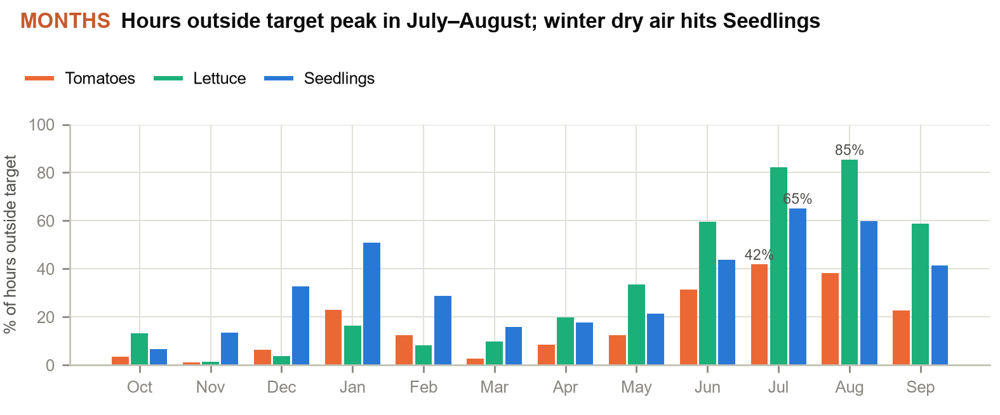 MONTHS Hours outside target peak in July–August; winter dry air hits Seedlings
Tomatoes Lettuce Seedlings
% of hours outside target
100
80
60
40
20
0
42%
65%
85%
Oct Nov Dec Jan Feb Mar Apr May Jun Jul Aug Sep